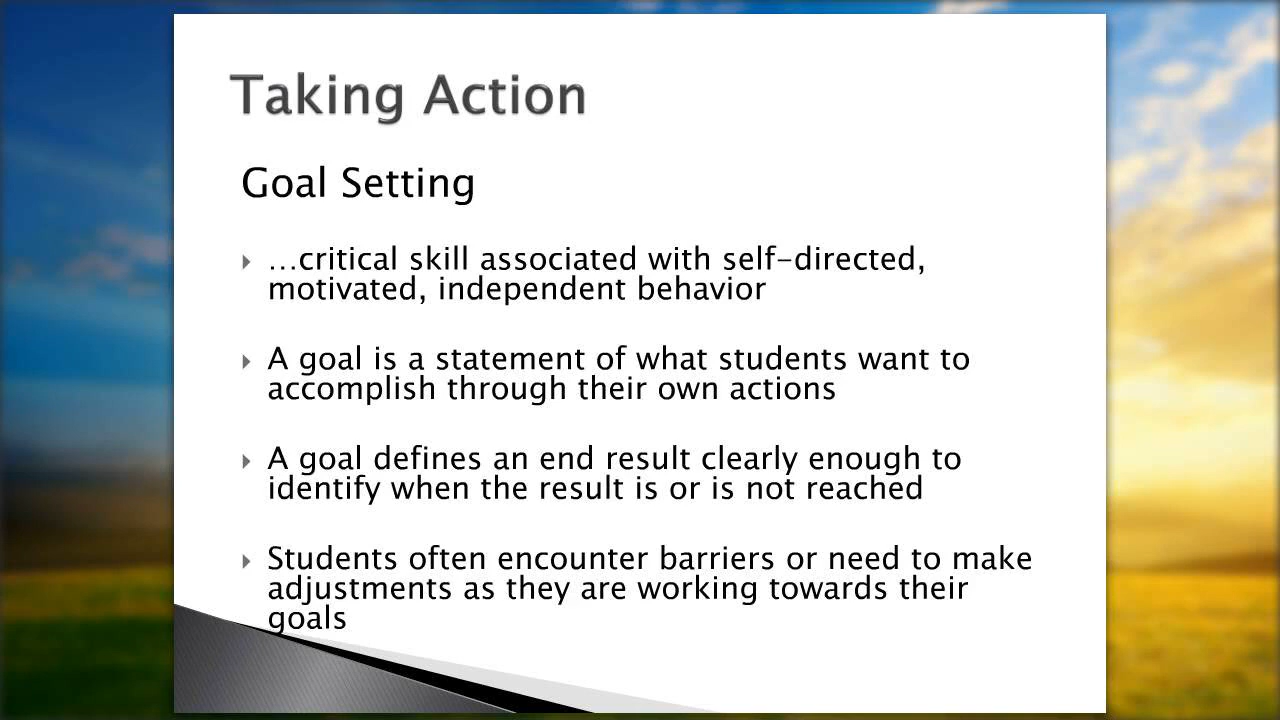 Taking Action
Goal Setting
…critical skill associated with self-directed,
motivated, independent behavior
A goal is a statement of what students want to
accomplish through their own actions
A goal defines an end result clearly enough to
identify when the result is or is not reached
Students often encounter barriers or need to make
adjustments as they are working towards their
goals